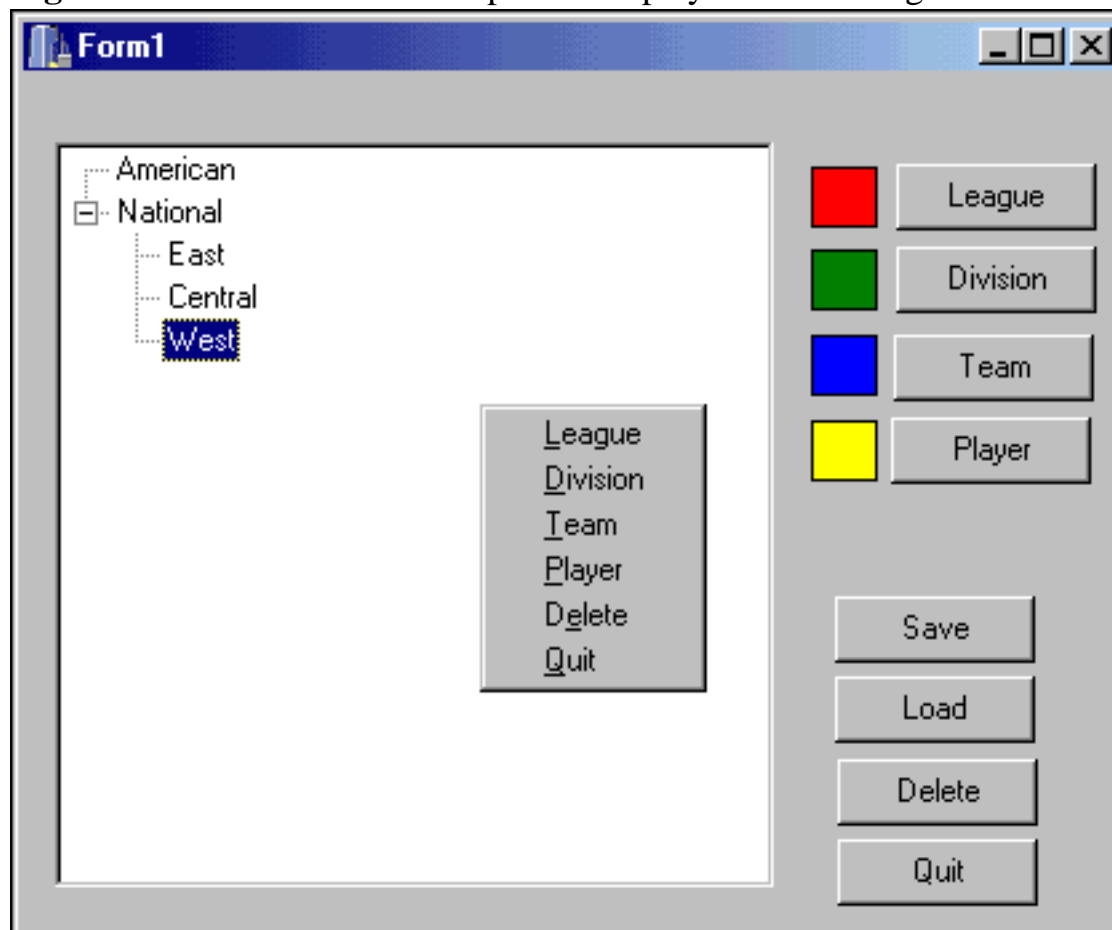 Form1
American
National
East
Central
West
League
Division
Team
Player
Delete
Quit
League
Division
Team
Player
Save
Load
Delete
Quit